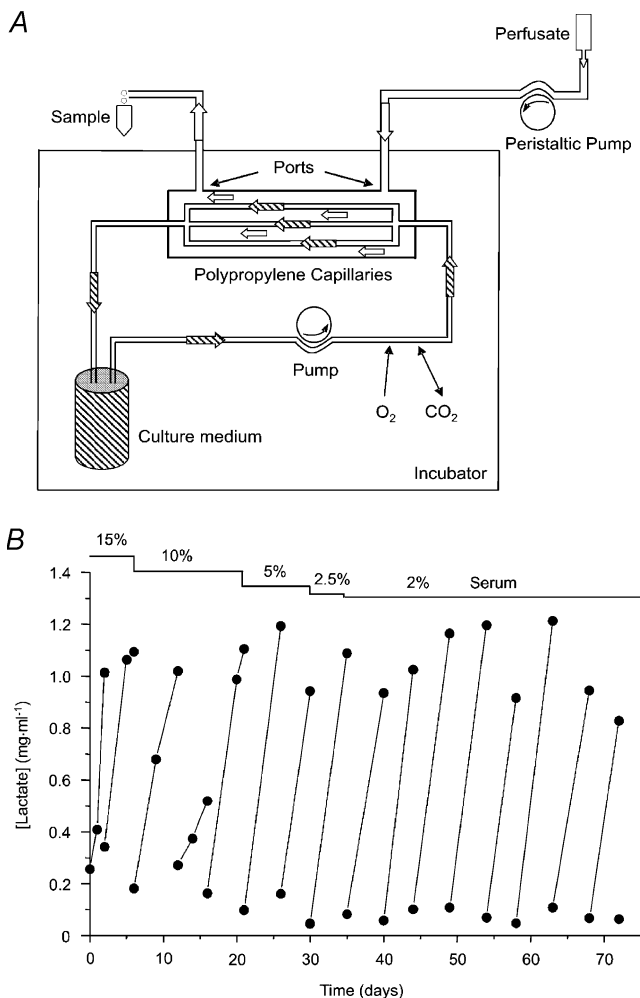 A
Perfusate
Sample
Peristaltic Pump
Ports
Polypropylene Capillaries
Pump
O2
CO2
Culture medium
Incubator
B
15%
10%
5%
2.5%
2%
Serum
1.4
1.2
1.0
0.8
0.6
0.4
0.2
0
[Lactate] (mg·ml-1)
0 10 20 30 40 50 60 70
Time (days)